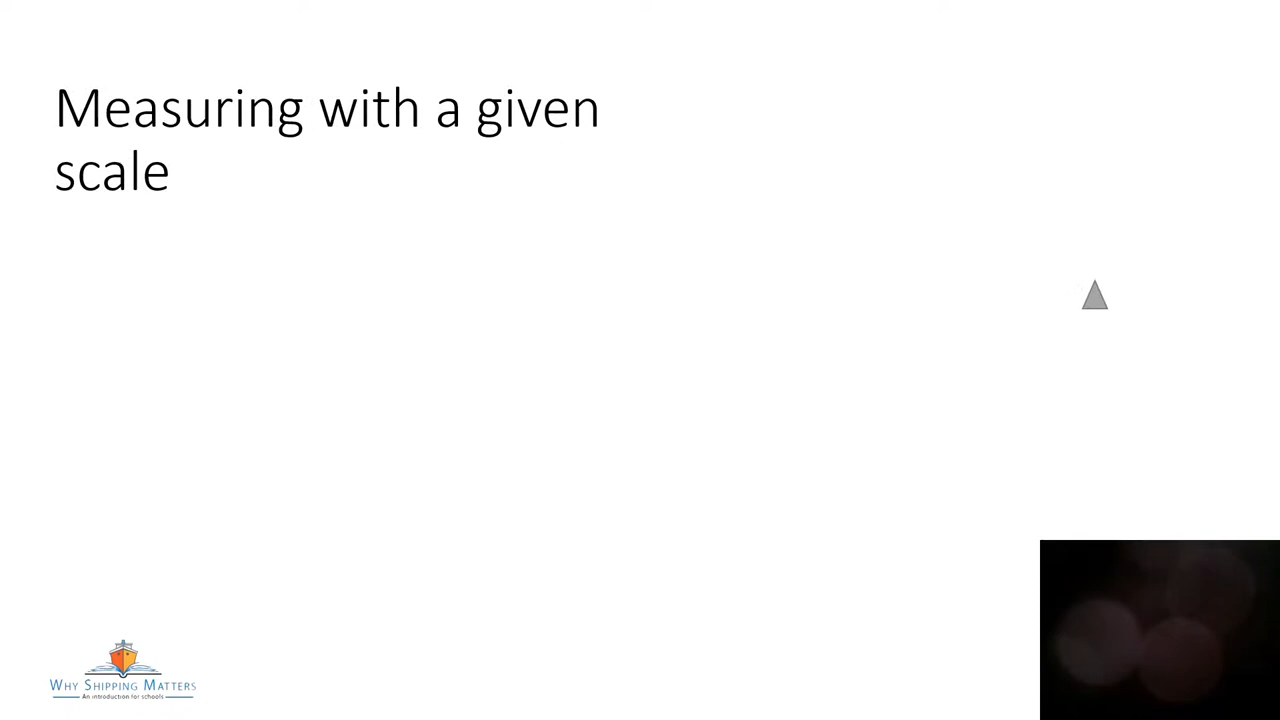 Measuring with a given
scale
WHY SHIPPING MATTERS
An introduction for schools